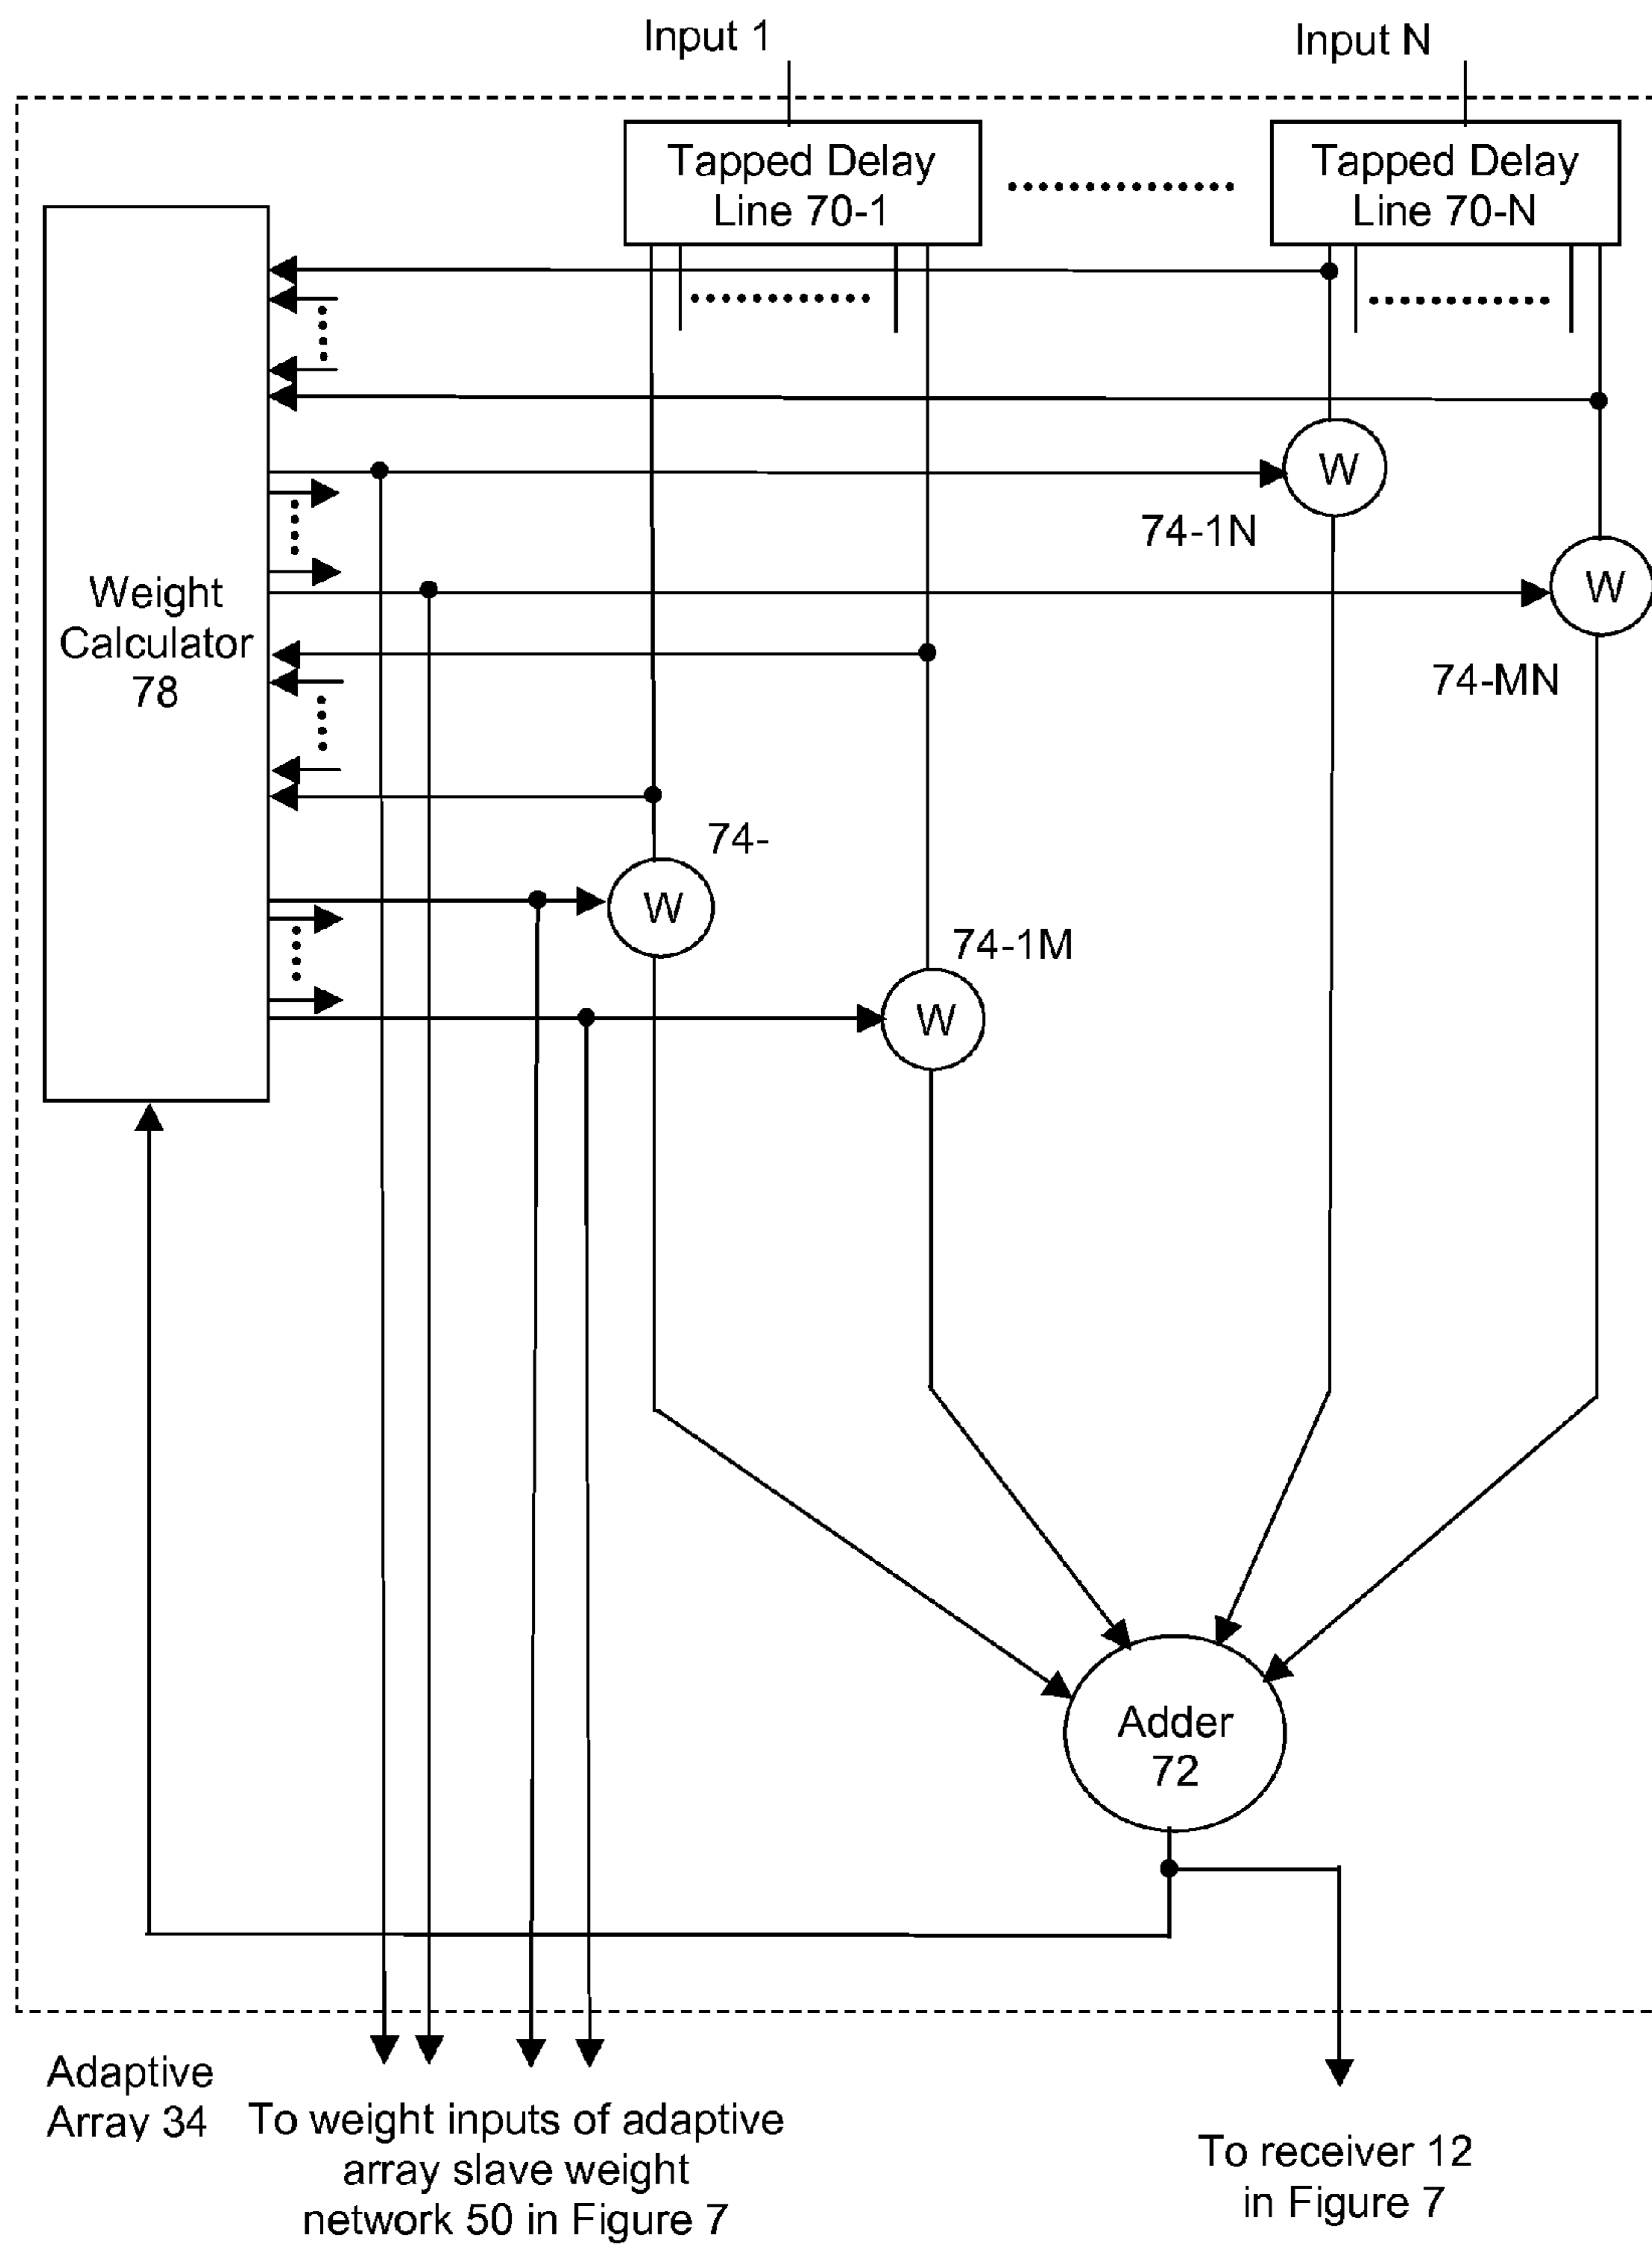 Input 1
Input N
Tapped Delay
Line 70-1
Tapped Delay
Line 70-N
W
74-1N
W
74-MN
Weight
Calculator
78
74-
W
74-1M
W
Adder
72
Adaptive
Array 34
To weight inputs of adaptive
array slave weight
network 50 in Figure 7
To receiver 12
in Figure 7